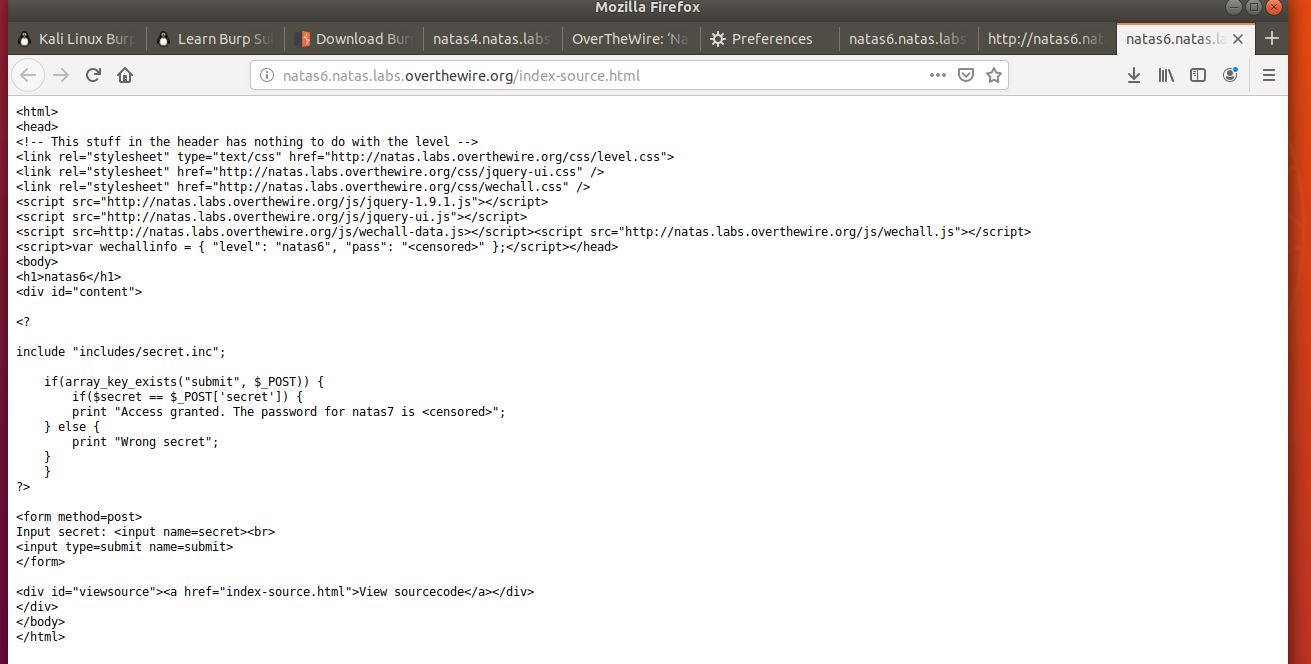 Mozilla Firefox
Kali Linux Burp
Learn Burp Sui
Download Bur
natas4.natas.labs
OverTheWire: 'Na
Preferences
natas6.natas.labs
http://natas6.nat
natas6.natas.la
natas6.natas.labs.overthewire.org/index-source.html
<html>
<head>
<!-- This stuff in the header has nothing to do with the level -->
<link rel="stylesheet" type="text/css" href="http://natas.labs.overthewire.org/css/level.css">
<link rel="stylesheet" href="http://natas.labs.overthewire.org/css/jquery-ui.css" />
<link rel="stylesheet" href="http://natas.labs.overthewire.org/css/wechall.css" />
<script src="http://natas.labs.overthewire.org/js/jquery-1.9.1.js"></script>
<script src="http://natas.labs.overthewire.org/js/jquery-ui.js"></script>
<script src=http://natas.labs.overthewire.org/js/wechall-data.js></script><script src="http://natas.labs.overthewire.org/js/wechall.js"></script>
<script>var wechallinfo = { "level": "natas6", "pass": "<censored>" };</script></head>
<body>
<h1>natas6</h1>
<div id="content">
<?
include "includes/secret.inc";
if(array_key_exists("submit", $_POST)) {
if($secret == $_POST['secret']) {
print "Access granted. The password for natas7 is <censored>";
} else {
print "Wrong secret";
}
}
?>
<form method=post>
Input secret: <input name=secret><br>
<input type=submit name=submit>
</form>
<div id="viewsource"><a href="index-source.html">View sourcecode</a></div>
</div>
</body>
</html>